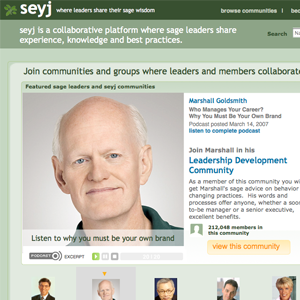 seyj where leaders share their sage wisdom
browse communities
seyj is a collaborative platform where sage leaders share
experience, knowledge and best practices.
Join communities and groups where leaders and members collaborat
Featured sage leaders and seyj communities
Marshall Goldsmith
Who Manages Your Career?
Why You Must Be Your Own Brand
Podcast posted March 14, 2007
listen to complete podcast
Join Marshall in his
Leadership Development
Community
As a member of this community you wi
get Marshall's sage advice on behavior
changing practices. His words and
processes offer anyone, whether a soo
to-be manager or a senior executive,
excellent benefits.
212,048 members in
this community
view this community
Listen to why you must be your own brand
PODCAST EXCERPT